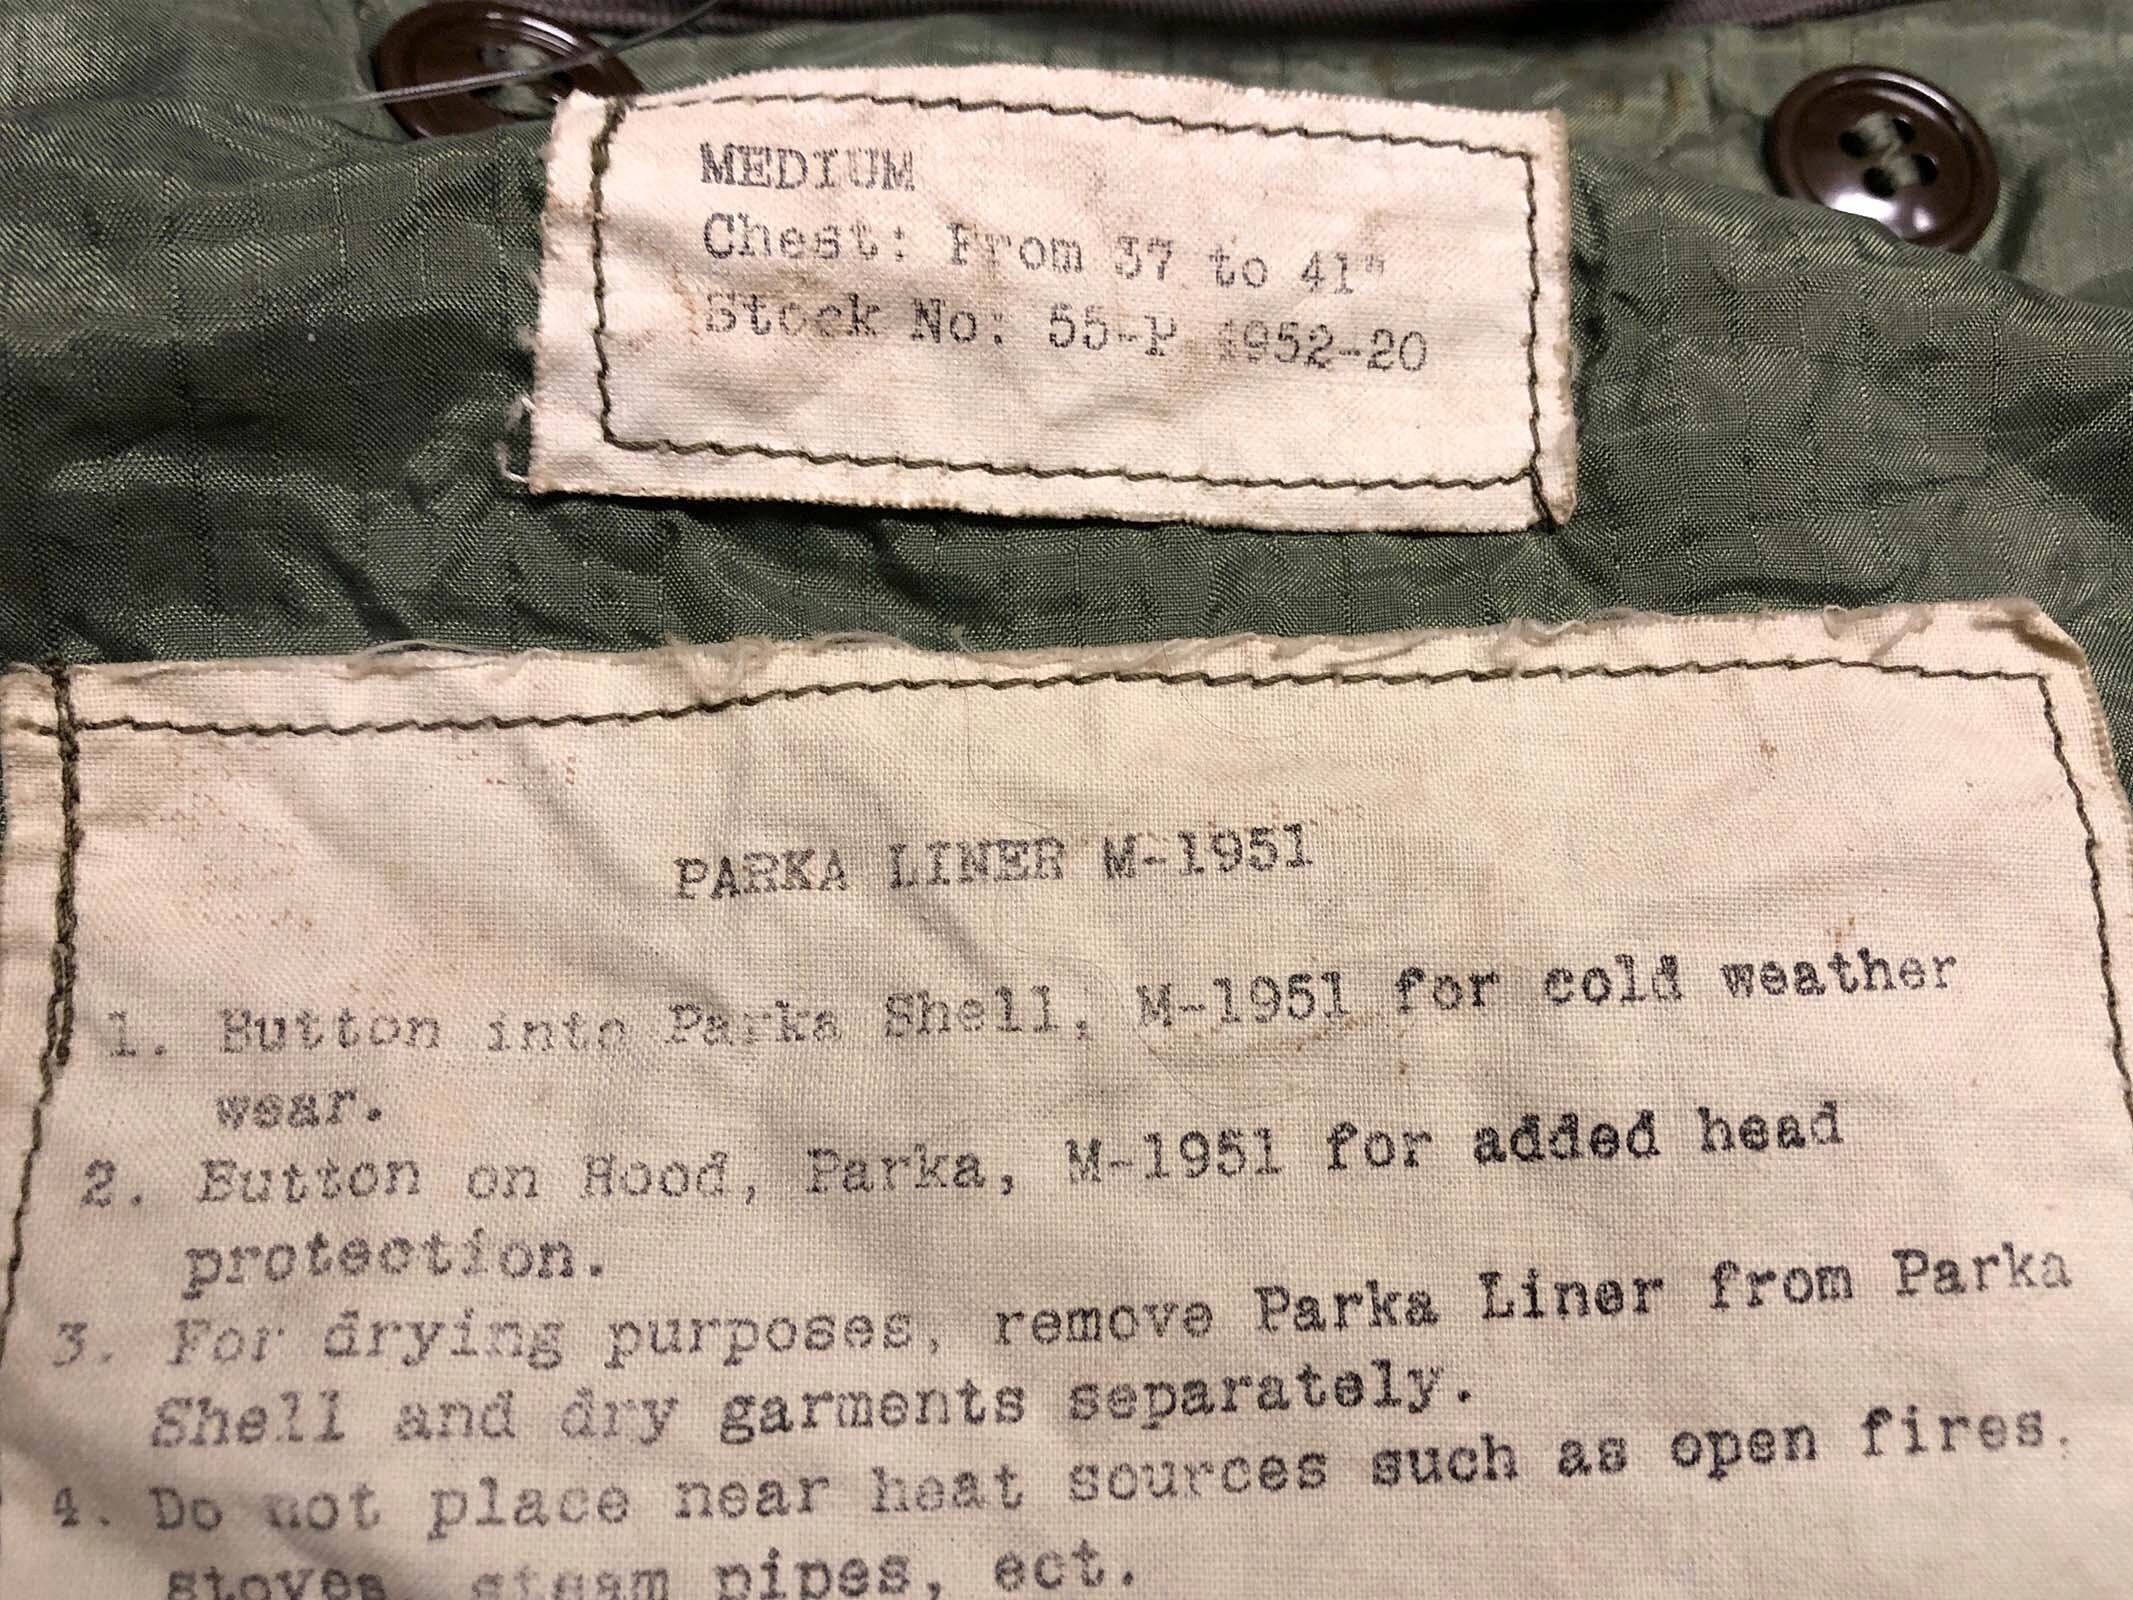 MEDIUM
Chest: From 37 to 41"
Stock No: 55-P 1952-20
PARKA LINER M-1951
1. Button into Parka Shell, M-1951 for cold weather
wear.
2. Button on Hood, Parka, M-1951 for added head
protection.
3. For drying purposes, remove Parka Liner from Parka
Shell and dry garments separately.
4. Do not place near heat sources such as open fires,
stoves, steam pipes, ect.